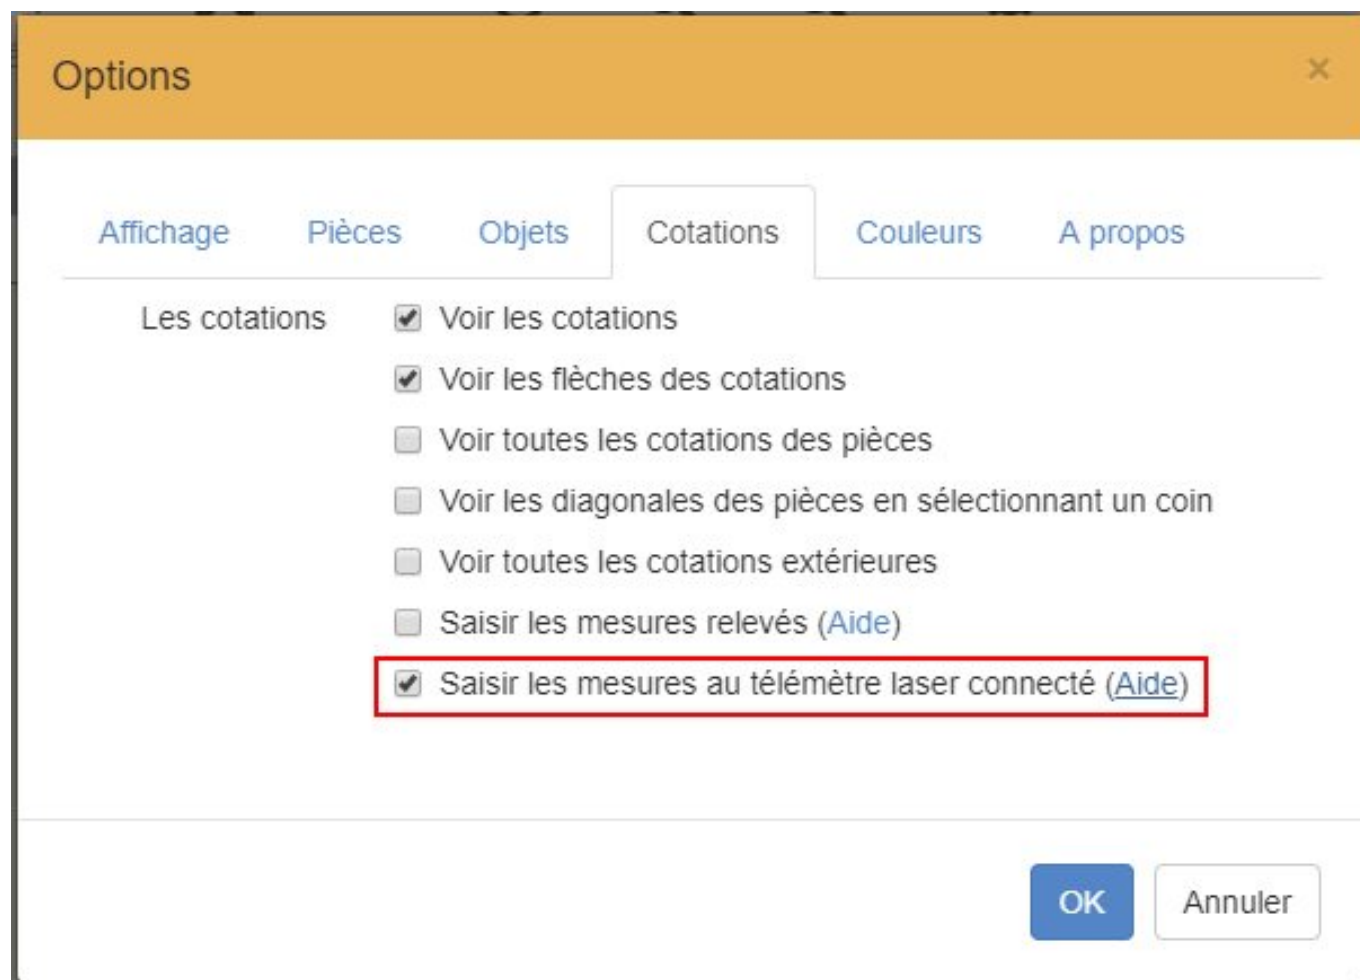 Options ×
Affichage Pièces Objets Cotations Couleurs A propos
Les cotations Voir les cotations
Voir les flèches des cotations
Voir toutes les cotations des pièces
Voir les diagonales des pièces en sélectionnant un coin
Voir toutes les cotations extérieures
Saisir les mesures relevés (Aide)
Saisir les mesures au télémètre laser connecté (Aide)
OK Annuler